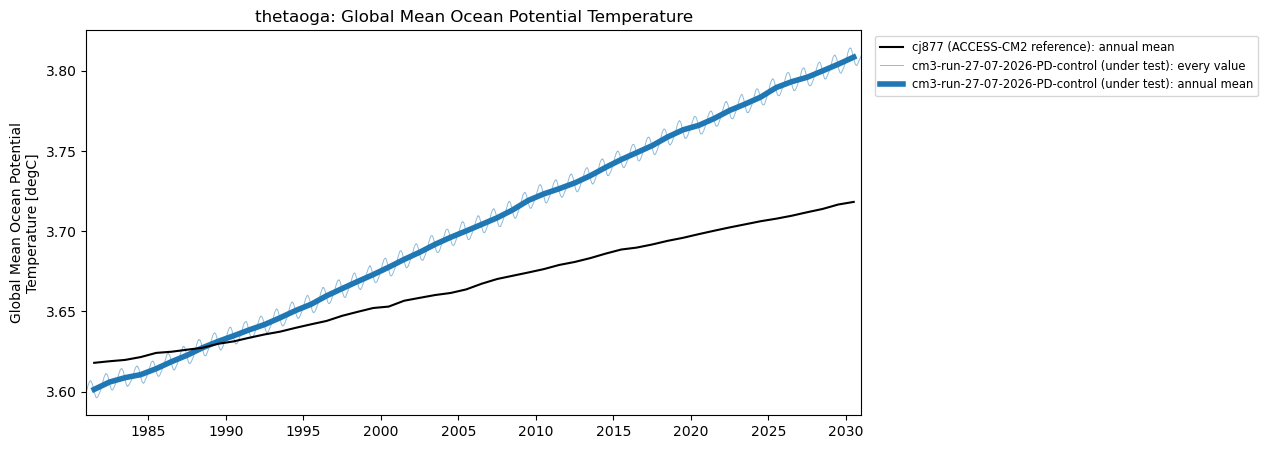 thetaoga: Global Mean Ocean Potential Temperature
cj877 (ACCESS-CM2 reference): annual mean
cm3-run-27-07-2026-PD-control (under test): every value
cm3-run-27-07-2026-PD-control (under test): annual mean
Global Mean Ocean Potential
Temperature [degC]
3.80
3.75
3.70
3.65
3.60
1985 1990 1995 2000 2005 2010 2015 2020 2025 2030